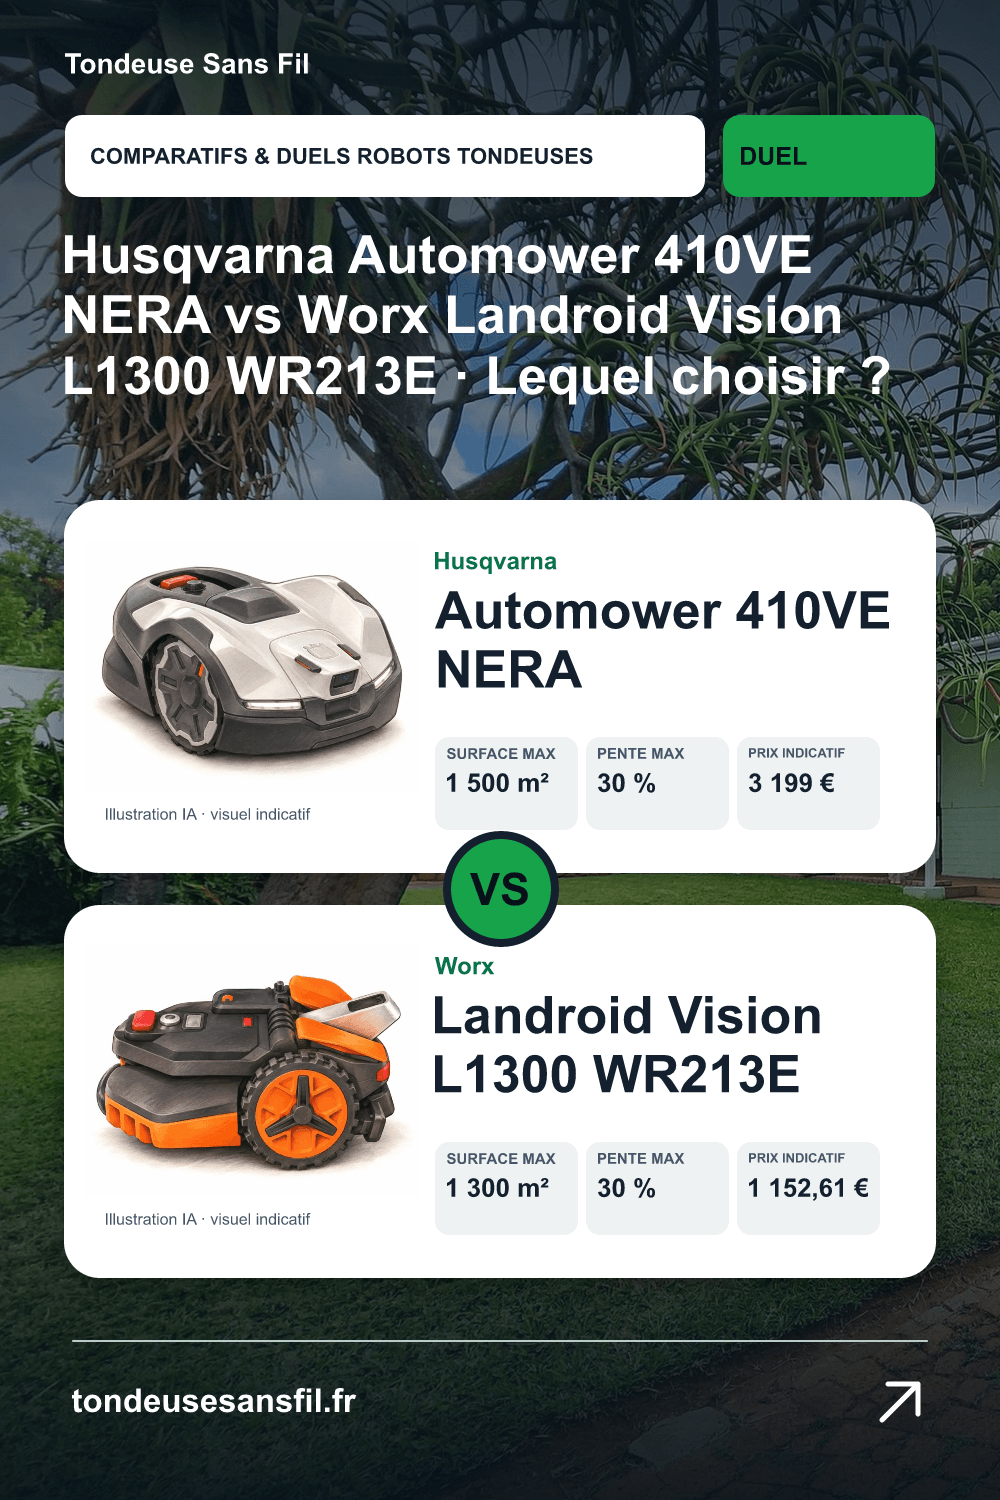 Tondeuse Sans Fil
COMPARATIFS & DUELS ROBOTS TONDEUSES
DUEL
Husqvarna Automower 410VE
NERA vs Worx Landroid Vision
L1300 WR213E · Lequel choisir ?
Husqvarna
Automower 410VE
NERA
SURFACE MAX
1 500 m²
PENTE MAX
30 %
PRIX INDICATIF
3 199 €
Illustration IA · visuel indicatif
VS
Worx
Landroid Vision
L1300 WR213E
SURFACE MAX
1 300 m²
PENTE MAX
30 %
PRIX INDICATIF
1 152,61 €
Illustration IA · visuel indicatif
tondeusesansfil.fr